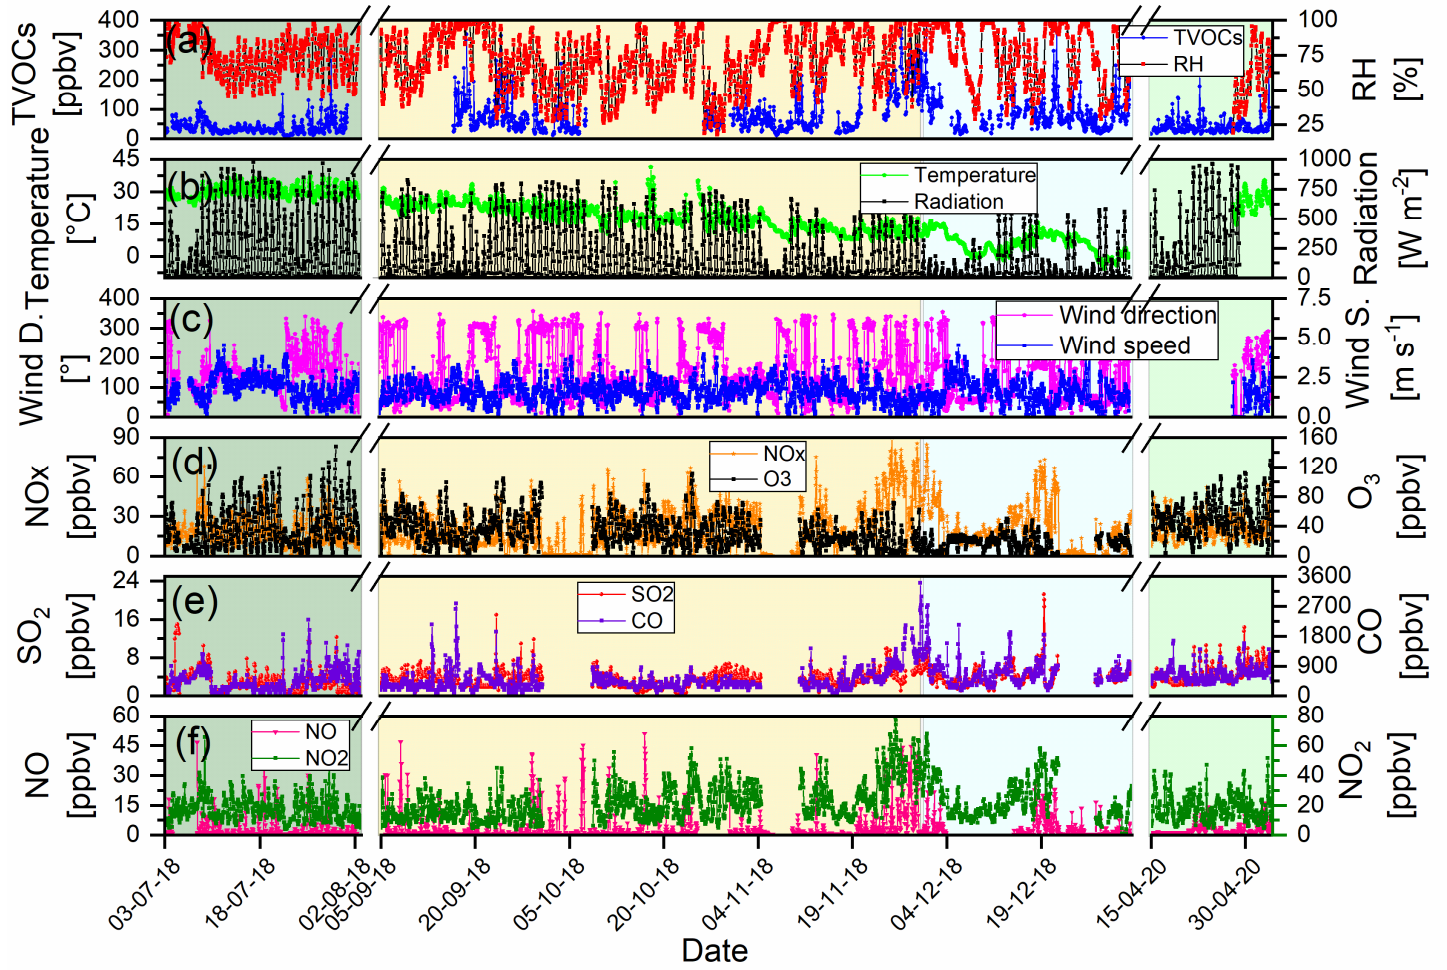 TVOCs
[ppbv]
400
300
200
100
0
(a)
TVOCs
RH
100
75
50
25
RH
[%]
Temperature
[°C]
45
30
15
0
(b)
Temperature
Radiation
1000
750
500
250
0
Radiation
[W m-2]
Wind D.
[°]
400
300
200
100
0
(c)
Wind direction
Wind speed
7.5
5.0
2.5
0.0
Wind S.
[m s-1]
NOx
[ppbv]
90
60
30
0
(d)
NOx
O3
160
120
80
40
0
O3
[ppbv]
SO2
[ppbv]
24
16
8
0
(e)
SO2
CO
3600
2700
1800
900
0
CO
[ppbv]
NO
[ppbv]
60
45
30
15
0
(f)
NO
NO2
80
60
40
20
0
NO2
[ppbv]
03-07-18
18-07-18
02-08-18
05-09-18
20-09-18
05-10-18
20-10-18
04-11-18
19-11-18
04-12-18
19-12-18
15-04-20
30-04-20
Date